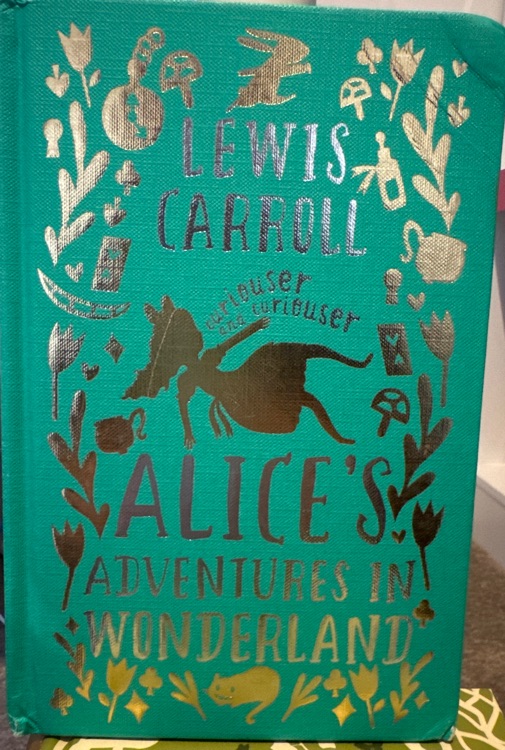 LEWIS
CARROLL
curiouser
and curiouser
ALICE'S
ADVENTURES IN
WONDERLAND